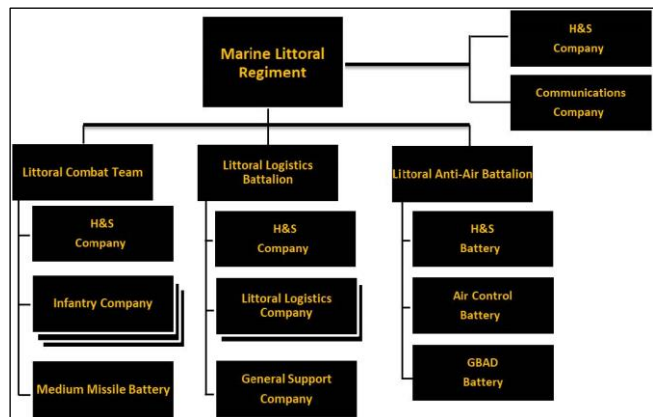 Marine Littoral
Regiment
H&S
Company
Communications
Company
Littoral Combat Team
Littoral Logistics
Battalion
Littoral Anti-Air Battalion
H&S
Company
H&S
Company
H&S
Battery
Infantry Company
Littoral Logistics
Company
Air Control
Battery
Medium Missile Battery
General Support
Company
GBAD
Battery